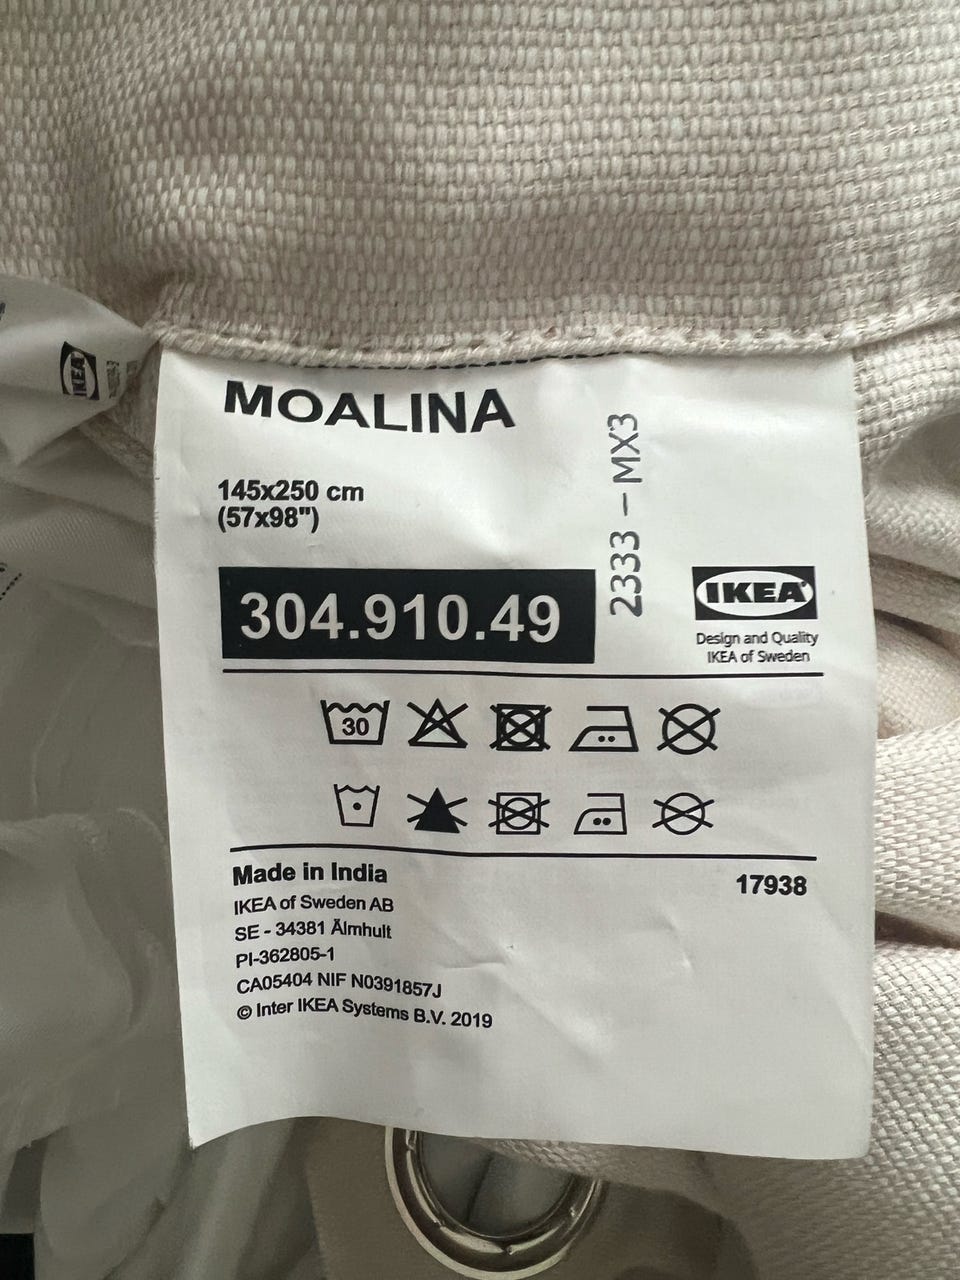 IKEA
MOALINA
145x250 cm
(57x98")
2333 – MX3
304.910.49
IKEA
Design and Quality
IKEA of Sweden
30
Made in India
17938
IKEA of Sweden AB
SE - 34381 Älmhult
PI-362805-1
CA05404 NIF N0391857J
© Inter IKEA Systems B.V. 2019